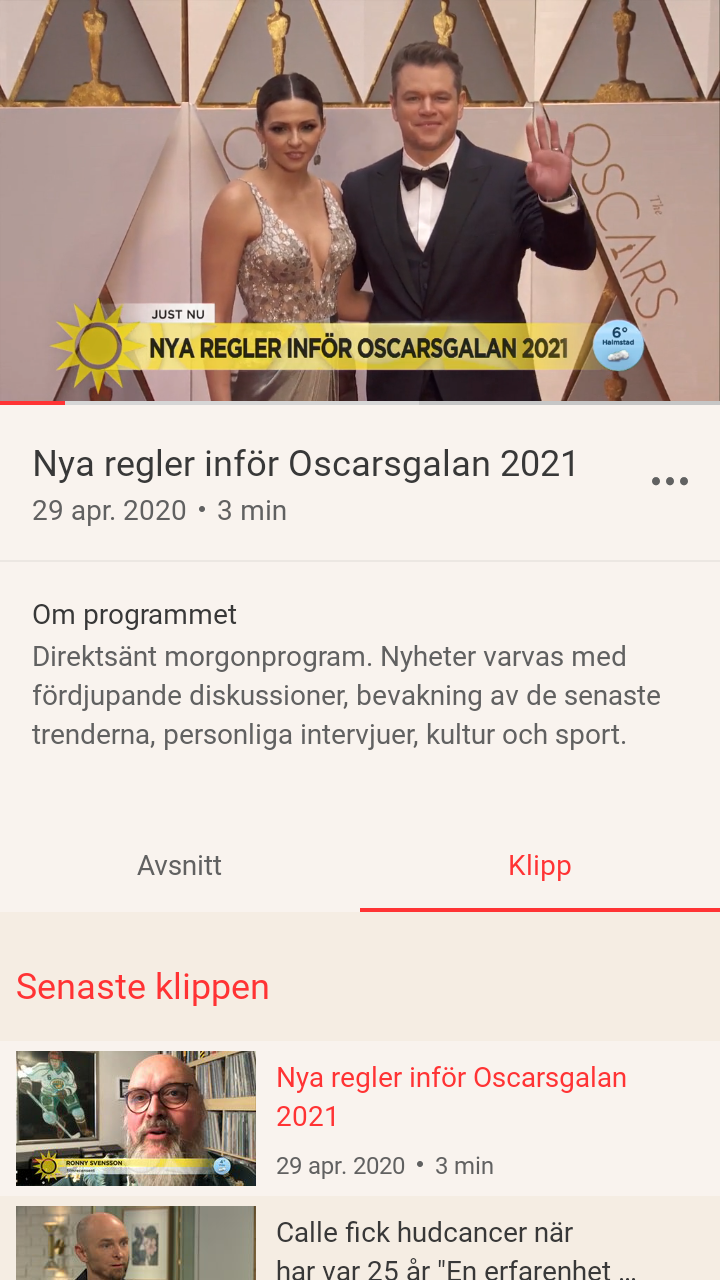 OSCARS
The
JUST NU
NYA REGLER INFÖR OSCARSGALAN 2021
6°
Halmstad
Nya regler inför Oscarsgalan 2021
29 apr. 2020 • 3 min
Om programmet
Direktsänt morgonprogram. Nyheter varvas med
fördjupande diskussioner, bevakning av de senaste
trenderna, personliga intervjuer, kultur och sport.
Avsnitt
Klipp
Senaste klippen
RONNY SVENSSON
Nya regler inför Oscarsgalan
2021
29 apr. 2020 • 3 min
Calle fick hudcancer när
har var 25 år "En erfarenhet ...